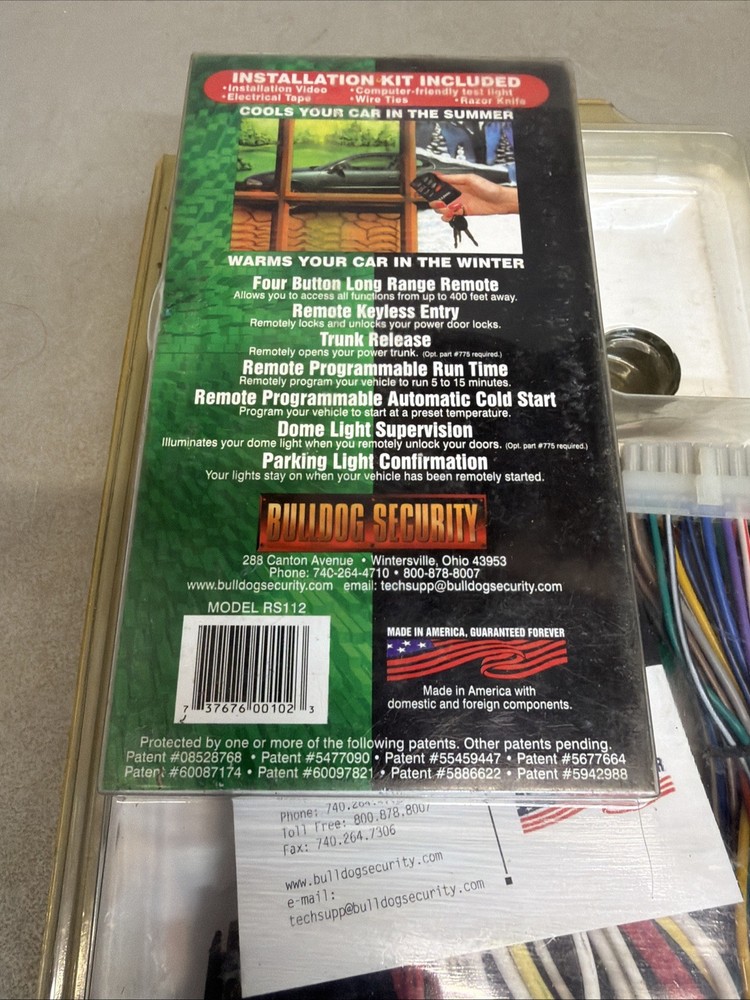 INSTALLATION KIT INCLUDED
•Installation Video •Computer-friendly test light
•Electrical Tape •Wire Ties •Razor Knife
COOLS YOUR CAR IN THE SUMMER
WARMS YOUR CAR IN THE WINTER
Four Button Long Range Remote
Allows you to access all functions from up to 400 feet away.
Remote Keyless Entry
Remotely locks and unlocks your power door locks.
Trunk Release
Remotely opens your power trunk. (Opt. part #775 required.)
Remote Programmable Run Time
Remotely program your vehicle to run 5 to 15 minutes.
Remote Programmable Automatic Cold Start
Program your vehicle to start at a preset temperature.
Dome Light Supervision
Illuminates your dome light when you remotely unlock your doors. (Opt. part #775 required.)
Parking Light Confirmation
Your lights stay on when your vehicle has been remotely started.
BULLDOG SECURITY
288 Canton Avenue • Wintersville, Ohio 43953
Phone: 740-264-4710 • 800-878-8007
www.bulldogsecurity.com email: techsupp@bulldogsecurity.com
MODEL RS112
7 37676 00102 3
MADE IN AMERICA, GUARANTEED FOREVER
Made in America with
domestic and foreign components.
Protected by one or more of the following patents. Other patents pending.
Patent #08528768 • Patent #5477090 • Patent #55459447 • Patent #5677664
Patent #60087174 • Patent #60097821 • Patent #5886622 • Patent #5942988
Phone:
Toll Free: 800.878.8007
Fax: 740.264.7306
www.bulldogsecurity.com
e-mail:
techsupp@bulldogsecurity.com